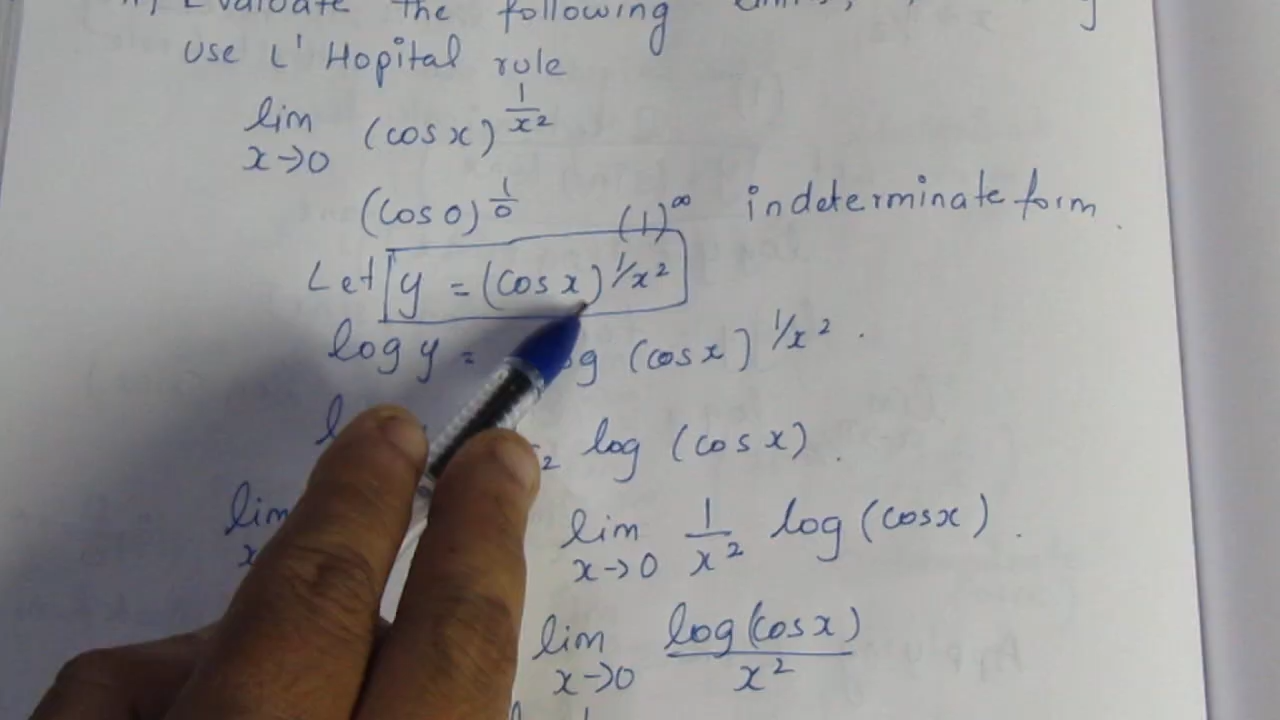 Evaluate the following
use L' Hopital rule
lim x→0 (cos x)^{1/x²}
(cos 0)^{1/0} (1)^∞ indeterminate form
Let y = (cos x)^{1/x²}
log y = (cos x)^{1/x²}.
log (cos x).
lim lim x→0 1/x² log (cos x).
lim x→0 log (cos x) / x²